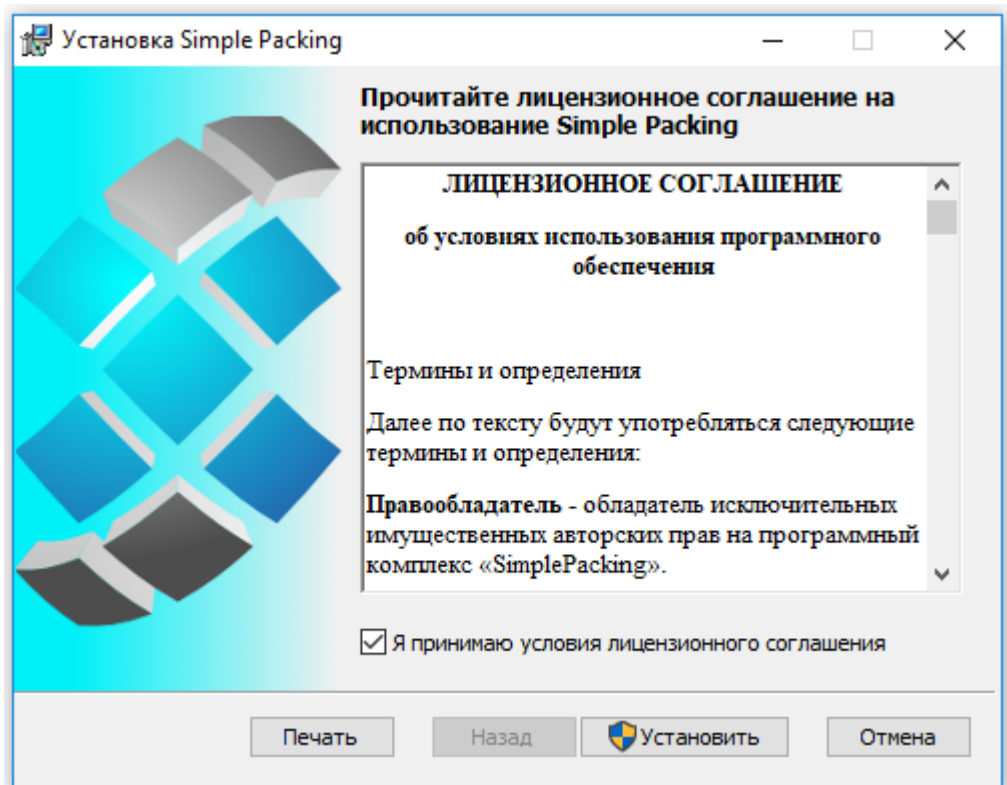 Установка Simple Packing
Прочитайте лицензионное соглашение на
использование Simple Packing
ЛИЦЕНЗИОННОЕ СОГЛАШЕНИЕ
об условиях использования программного
обеспечения
Термины и определения
Далее по тексту будут употребляться следующие
термины и определения:
Правообладатель - обладатель исключительных
имущественных авторских прав на программный
комплекс «SimplePacking».
Я принимаю условия лицензионного соглашения
Печать Назад Установить Отмена